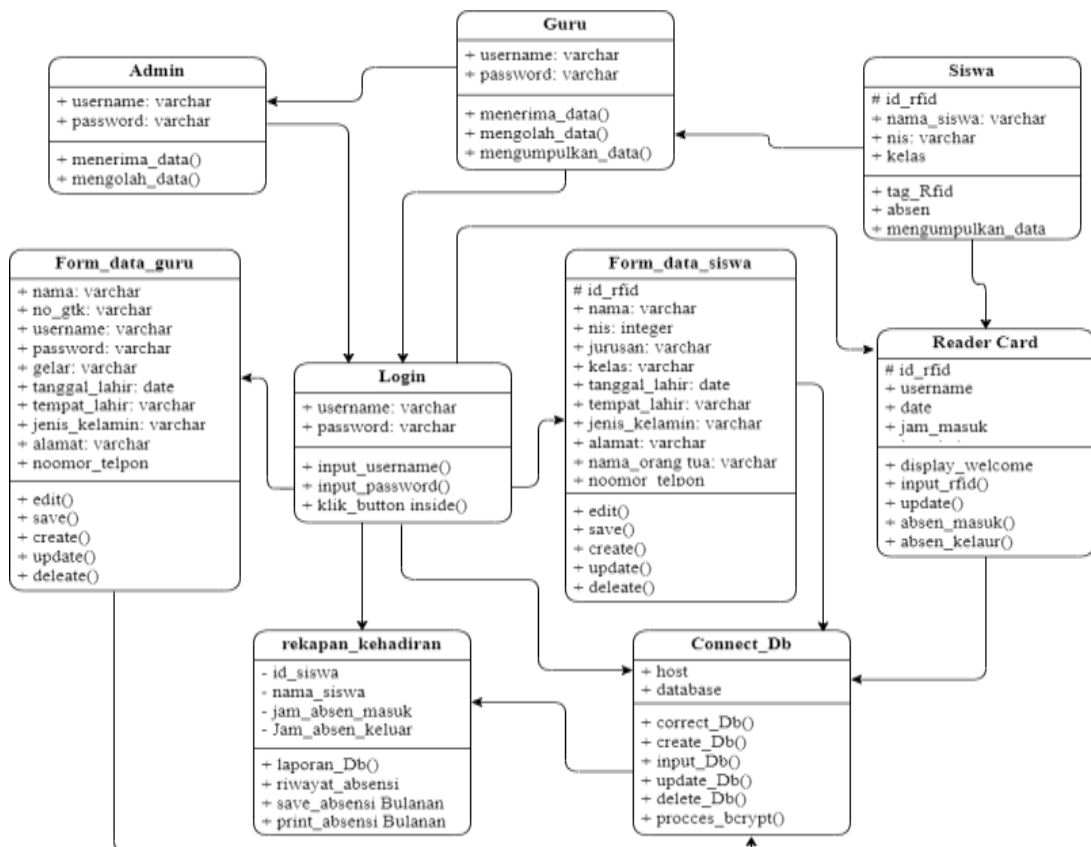 Guru
+ username: varchar
+ password: varchar
+ menerima_data()
+ mengolah_data()
+ mengumpulkan_data()
Admin
+ username: varchar
+ password: varchar
+ menerima_data()
+ mengolah_data()
Siswa
# id_rfid
+ nama_siswa: varchar
+ nis: varchar
+ kelas
+ tag_Rfid
+ absen
+ mengumpulkan_data
Form_data_guru
+ nama: varchar
+ no_gtk: varchar
+ username: varchar
+ password: varchar
+ gelar: varchar
+ tanggal_lahir: date
+ tempat_lahir: varchar
+ jenis_kelamin: varchar
+ alamat: varchar
+ noomor_telpon
+ edit()
+ save()
+ create()
+ update()
+ deleate()
Login
+ username: varchar
+ password: varchar
+ input_username()
+ input_password()
+ klik_button inside()
Form_data_siswa
# id_rfid
+ nama: varchar
+ nis: integer
+ jurusan: varchar
+ kelas: varchar
+ tanggal_lahir: date
+ tempat_lahir: varchar
+ jenis_kelamin: varchar
+ alamat: varchar
+ nama_orang tua: varchar
+ noomor_telpon
+ edit()
+ save()
+ create()
+ update()
+ deleate()
Reader Card
# id_rfid
+ username
+ date
+ jam_masuk
+ display_welcome
+ input_rfid()
+ update()
+ absen_masuk()
+ absen_kelaur()
rekapan_kehadiran
- id_siswa
- nama_siswa
- jam_absen_masuk
- Jam_absen_keluar
+ laporan_Db()
+ riwayat_absensi
+ save_absensi Bulanan
+ print_absensi Bulanan
Connect_Db
+ host
+ database
+ correct_Db()
+ create_Db()
+ input_Db()
+ update_Db()
+ delete_Db()
+ procces_bcrypt()